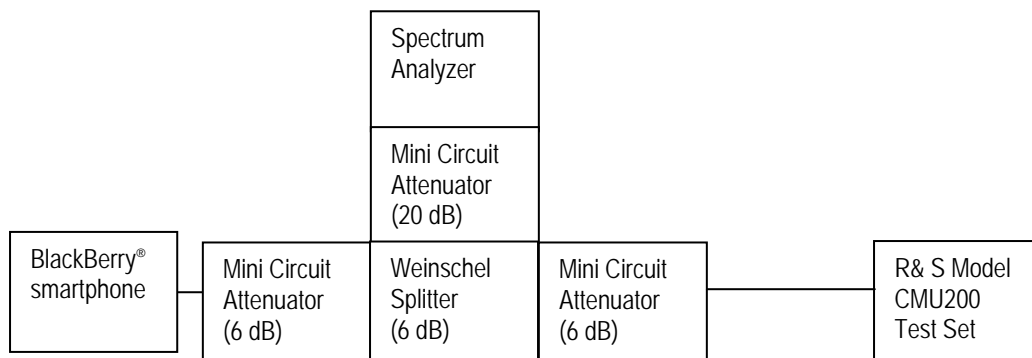 Spectrum
Analyzer
Mini Circuit
Attenuator
(20 dB)
BlackBerry®
smartphone
Mini Circuit
Attenuator
(6 dB)
Weinschel
Splitter
(6 dB)
Mini Circuit
Attenuator
(6 dB)
R& S Model
CMU200
Test Set